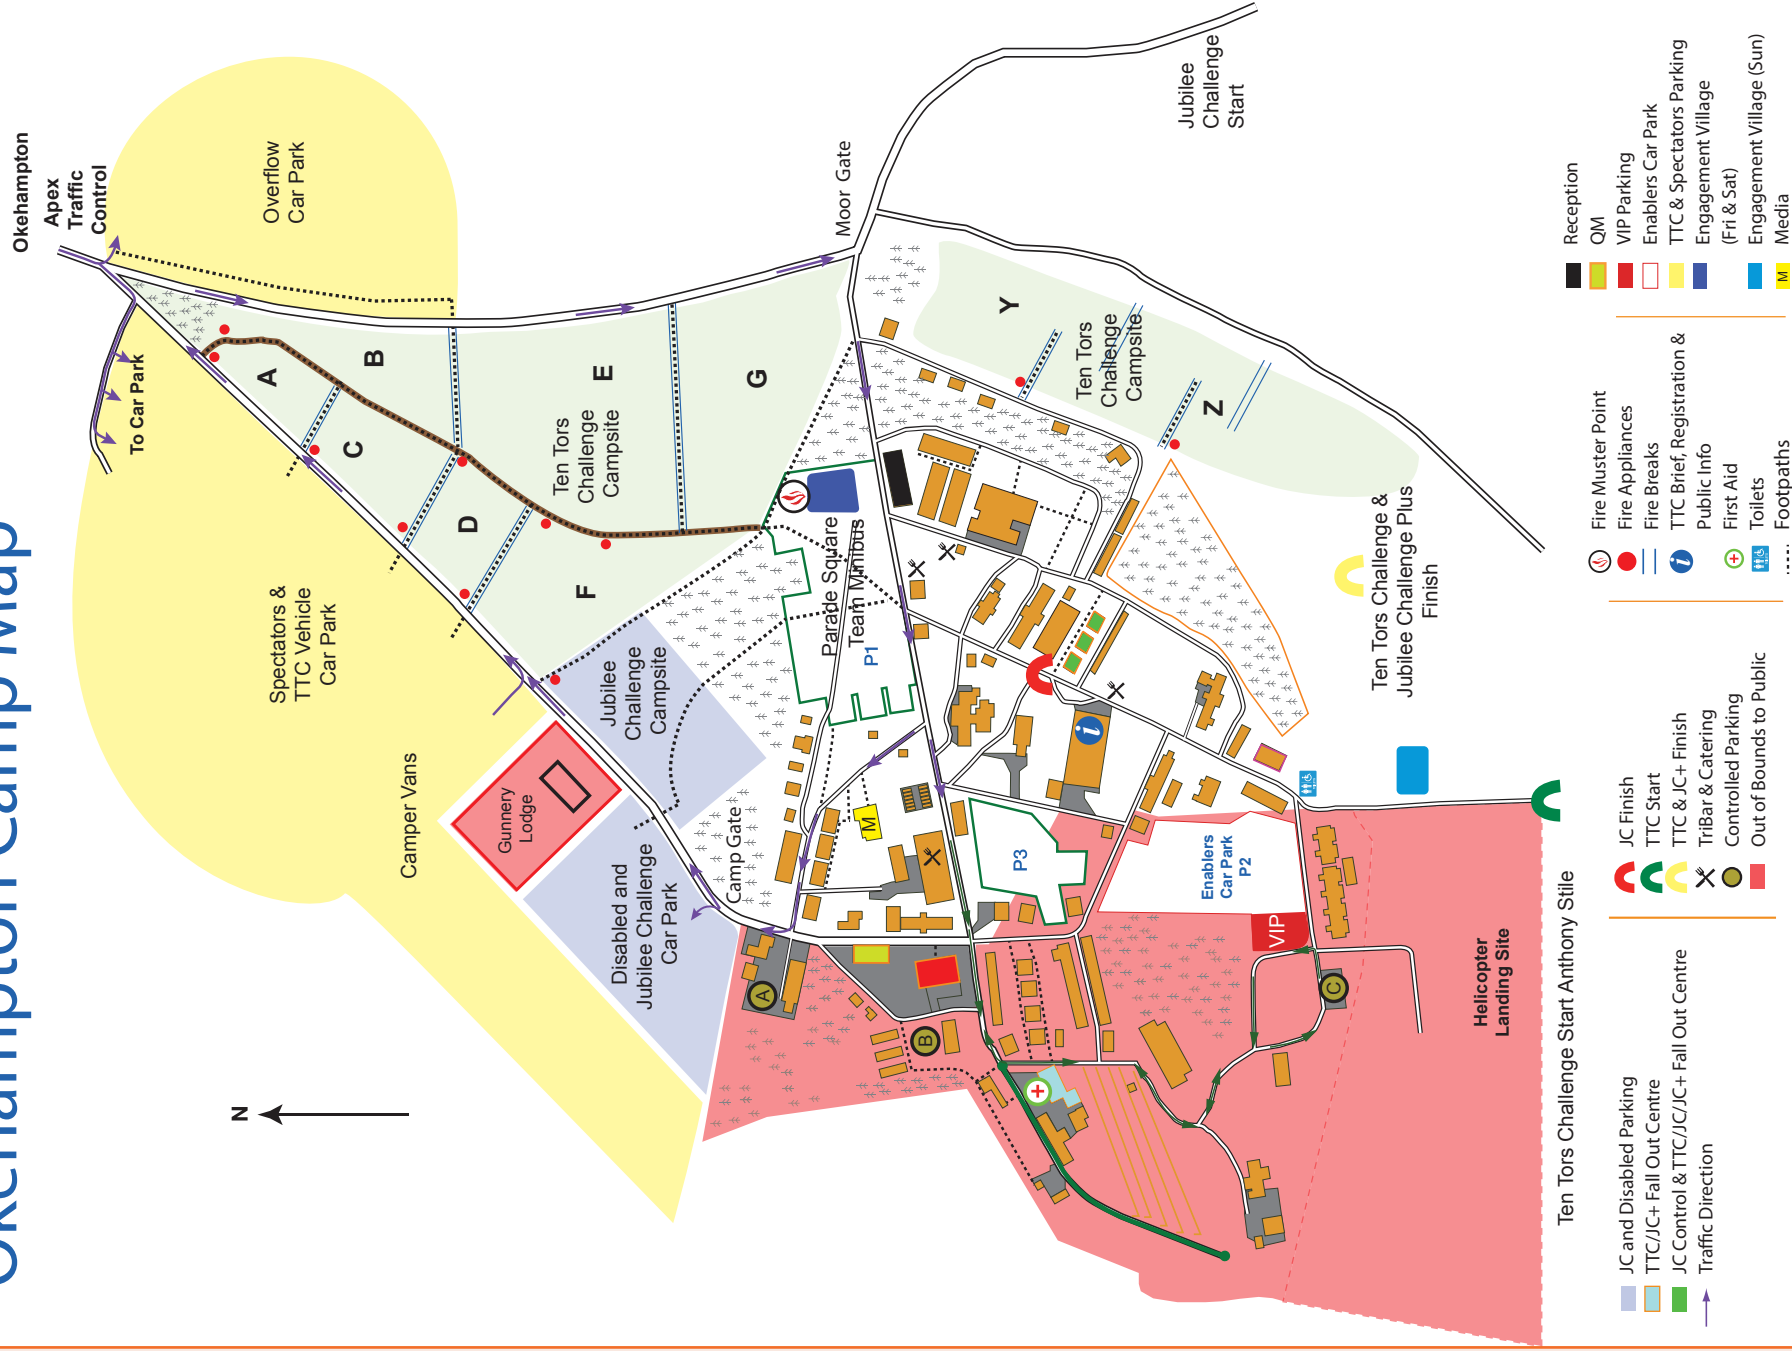 Okehampton Camp Map
Okehampton
Apex
Traffic
Control
Overflow
Car Park
To Car Park
Spectators &
TTC Vehicle
Car Park
Camper Vans
Gunnery
Lodge
Disabled and
Jubilee Challenge
Car Park
Jubilee
Challenge
Campsite
Camp Gate
A
B
C
D
E
F
G
Ten Tors
Challenge
Campsite
Moor Gate
Jubilee
Challenge
Start
Parade Square
Team Minibus
P1
M
P3
Enablers
Car Park
P2
VIP
A
B
C
i
Y
Z
Ten Tors
Challenge
Campsite
Ten Tors Challenge &
Jubilee Challenge Plus
Finish
Helicopter
Landing Site
Ten Tors Challenge Start Anthony Stile
N
JC and Disabled Parking
TTC/JC+ Fall Out Centre
JC Control & TTC/JC/JC+ Fall Out Centre
Traffic Direction
JC Finish
TTC Start
TTC & JC+ Finish
TriBar & Catering
Controlled Parking
Out of Bounds to Public
Fire Muster Point
Fire Appliances
Fire Breaks
i
TTC Brief, Registration &
Public Info
First Aid
Toilets
Footpaths
Reception
QM
VIP Parking
Enablers Car Park
TTC & Spectators Parking
Engagement Village
(Fri & Sat)
Engagement Village (Sun)
M
Media